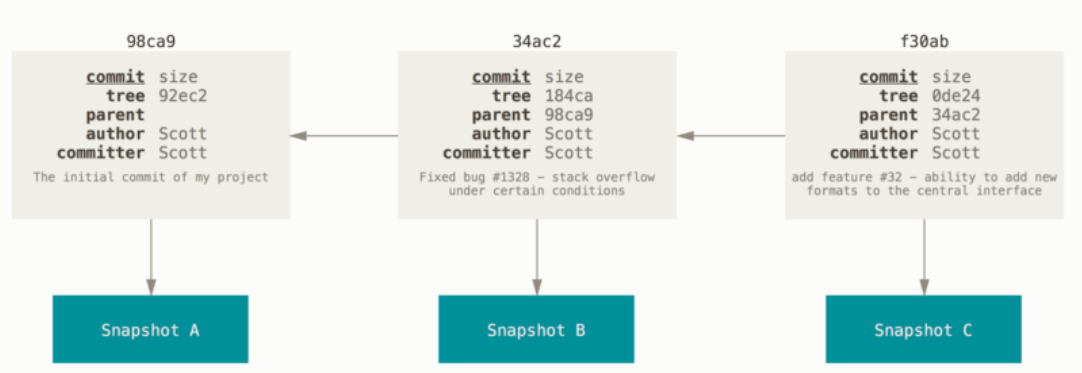 98ca9
commit size
tree 92ec2
parent
author Scott
committer Scott
The initial commit of my project
Snapshot A
34ac2
commit size
tree 184ca
parent 98ca9
author Scott
committer Scott
Fixed bug #1328 – stack overflow
under certain conditions
Snapshot B
f30ab
commit size
tree 0de24
parent 34ac2
author Scott
committer Scott
add feature #32 – ability to add new
formats to the central interface
Snapshot C